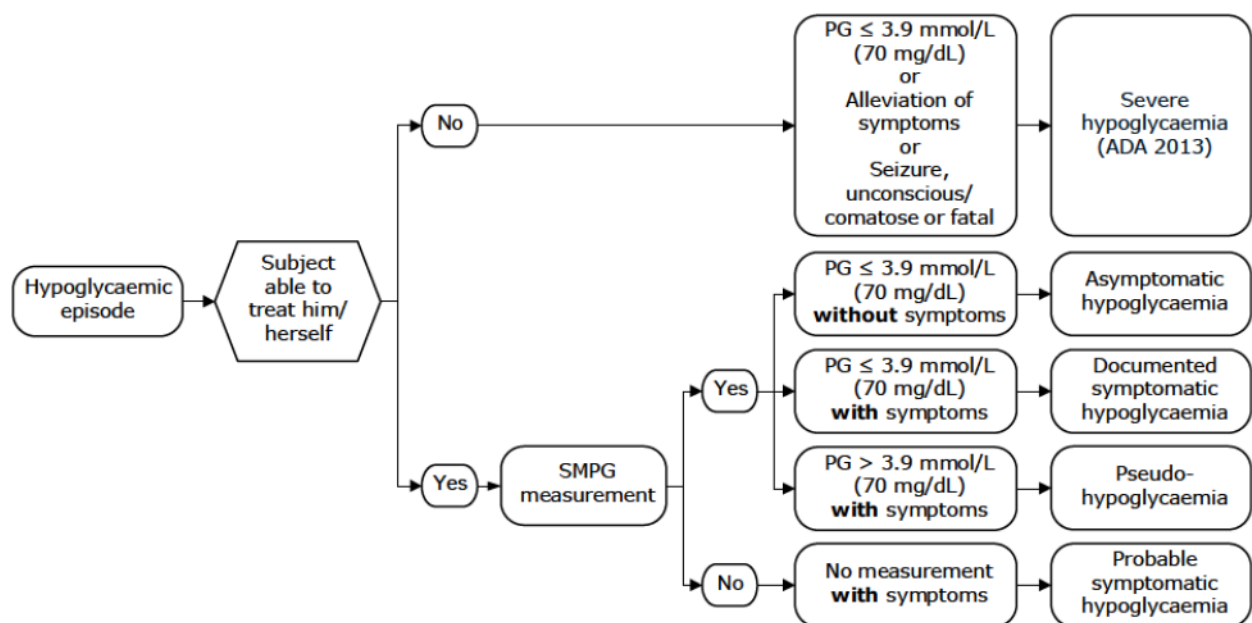 Hypoglycaemic
episode
Subject
able to
treat him/
herself
No
PG ≤ 3.9 mmol/L
(70 mg/dL)
or
Alleviation of
symptoms
or
Seizure,
unconscious/
comatose or fatal
Severe
hypoglycaemia
(ADA 2013)
Yes
SMPG
measurement
Yes
PG ≤ 3.9 mmol/L
(70 mg/dL)
without symptoms
Asymptomatic
hypoglycaemia
PG ≤ 3.9 mmol/L
(70 mg/dL)
with symptoms
Documented
symptomatic
hypoglycaemia
PG > 3.9 mmol/L
(70 mg/dL)
with symptoms
Pseudo-
hypoglycaemia
No
No measurement
with symptoms
Probable
symptomatic
hypoglycaemia